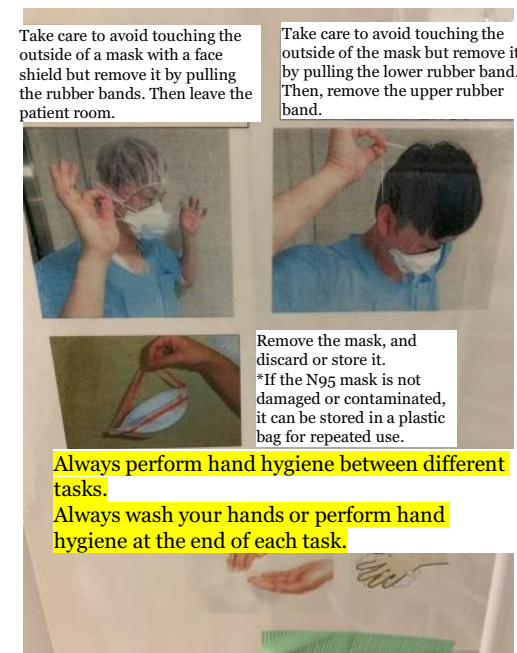 Take care to avoid touching the
outside of a mask with a face
shield but remove it by pulling
the rubber bands. Then leave the
patient room.
Take care to avoid touching the
outside of the mask but remove it
by pulling the lower rubber band.
Then, remove the upper rubber
band.
Remove the mask, and
discard or store it.
*If the N95 mask is not
damaged or contaminated,
it can be stored in a plastic
bag for repeated use.
Always perform hand hygiene between different
tasks.
Always wash your hands or perform hand
hygiene at the end of each task.